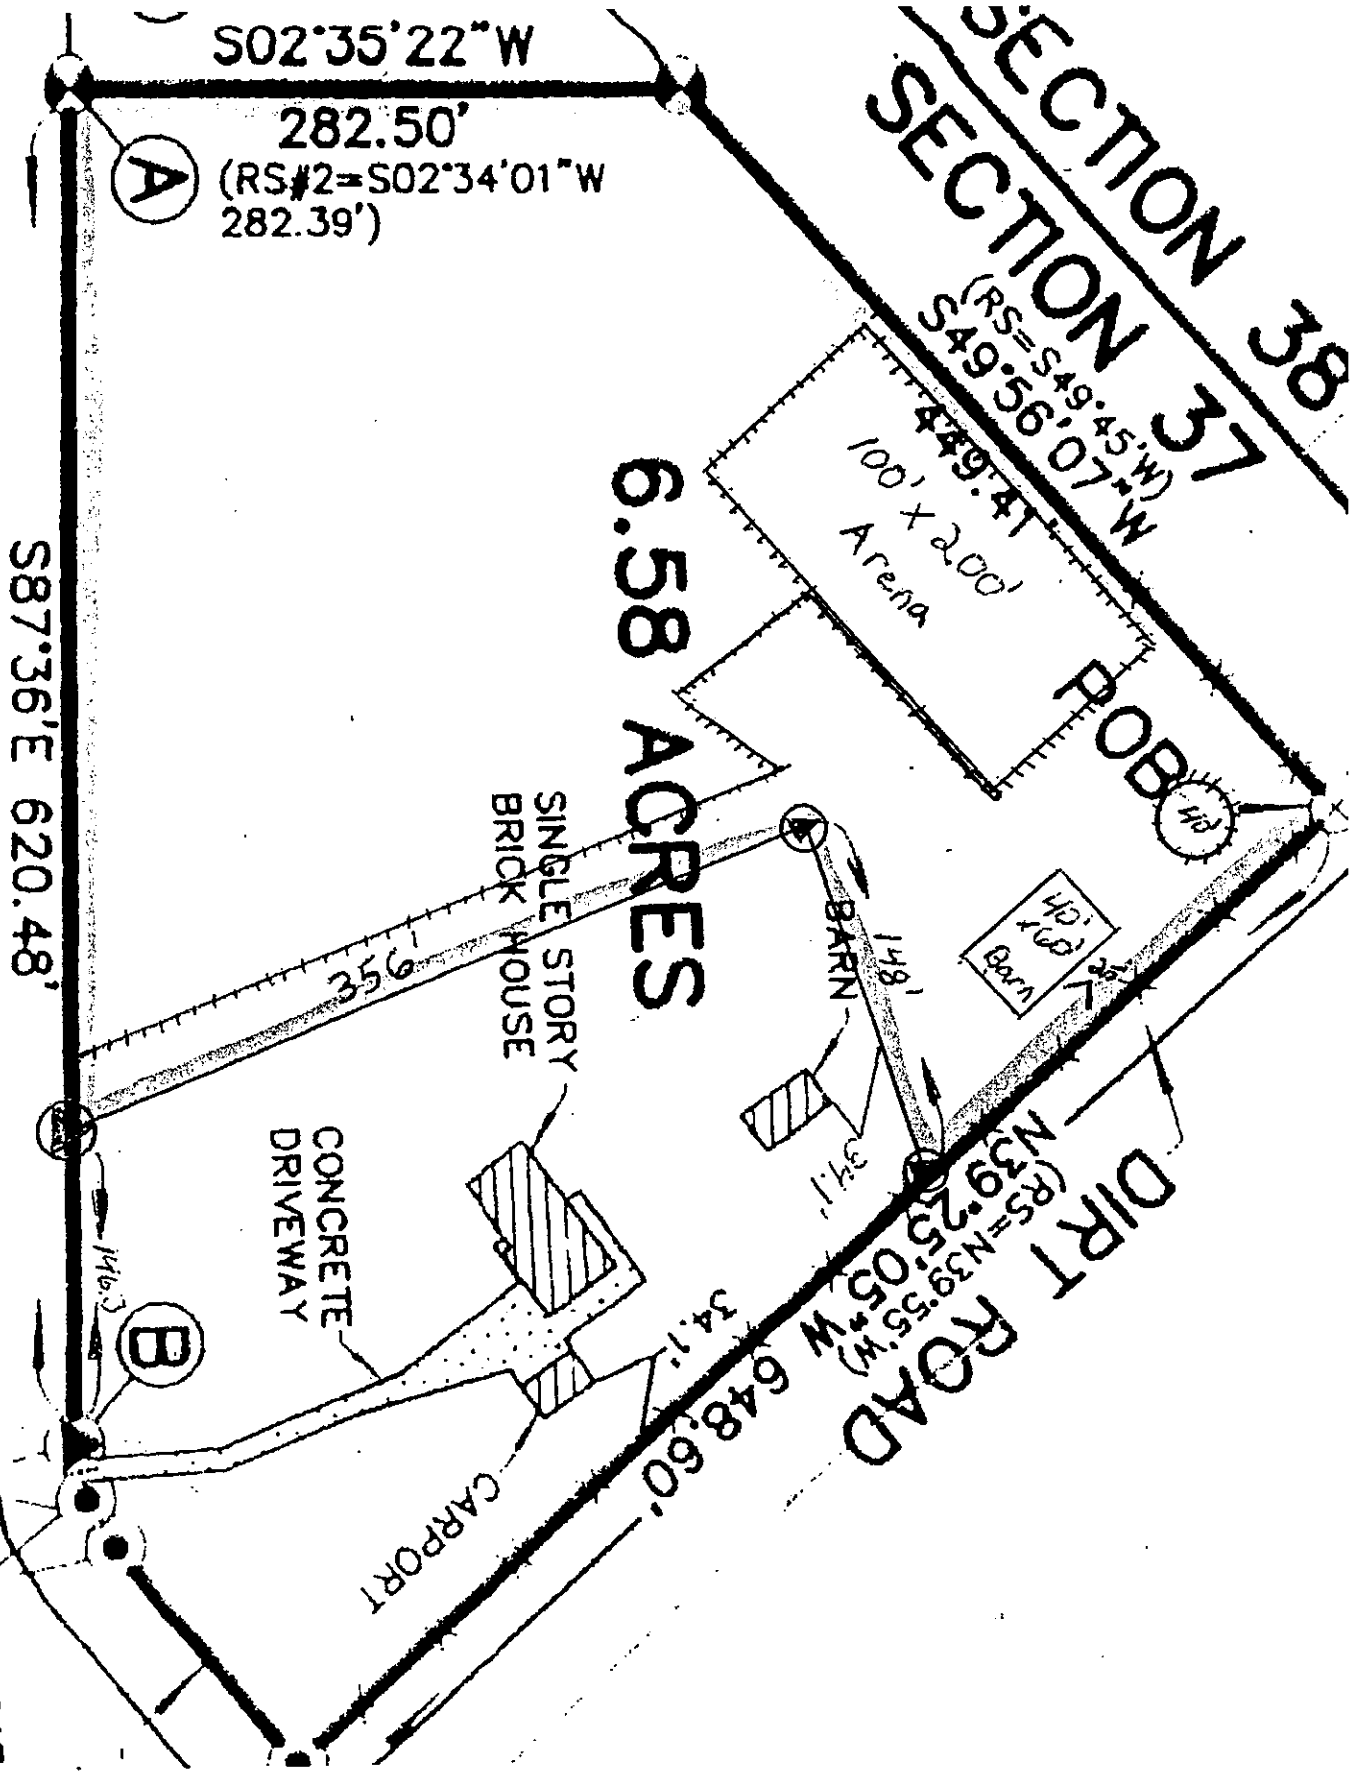 S02°35'22"W
282.50'
(RS#2=S02°34'01"W
282.39')
A
SECTION 38
SECTION 37
(RS=S49°45'W)
S49°56'07"W
449.41'
100' X 200'
Arena
6.58 ACRES
POB
40'
x60'
Barn
S87°36'E 620.48'
SINGLE STORY
BRICK HOUSE
356'
BARN
148'
34.1'
CONCRETE
DRIVEWAY
B
DIRT ROAD
(RS=N39°55'W)
N39°25'05"W
648.60'
34.1'
CARPORT